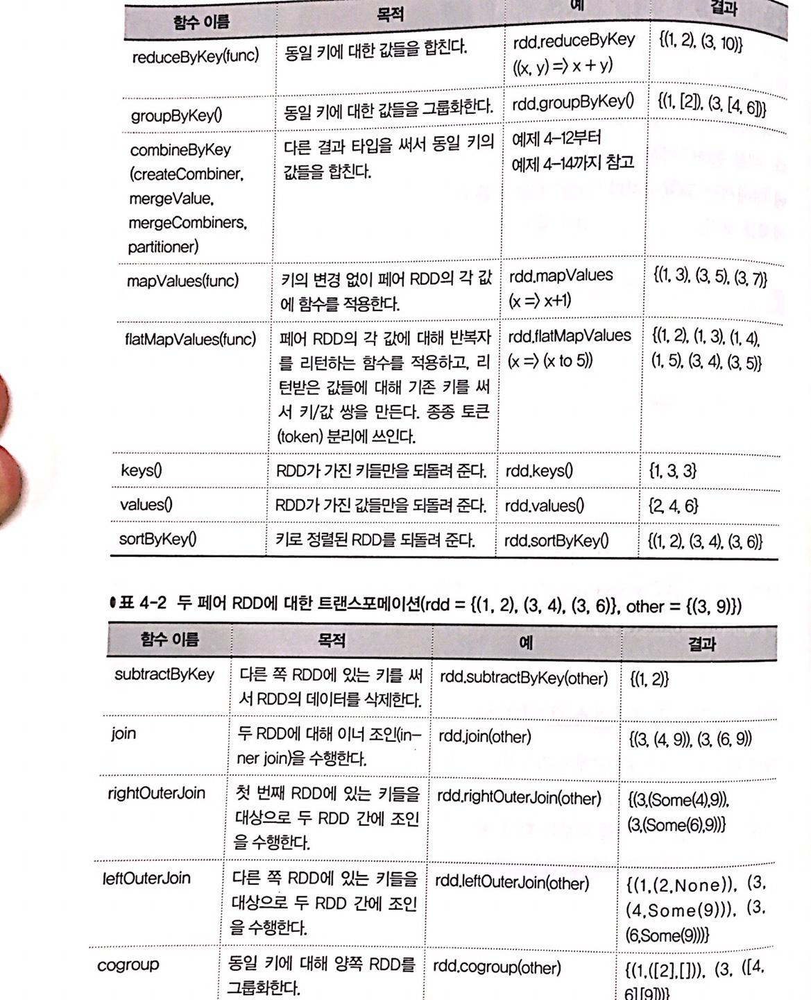 함수 이름 목적 예 결과
reduceByKey(func) 동일 키에 대한 값들을 합친다. rdd.reduceByKey {(1, 2), (3, 10)}
((x, y) => x + y)
groupByKey() 동일 키에 대한 값들을 그룹화한다. rdd.groupByKey() {(1, [2]), (3, [4, 6])}
combineByKey 다른 결과 타입을 써서 동일 키의 예제 4-12부터
(createCombiner, 값들을 합친다. 예제 4-14까지 참고
mergeValue,
mergeCombiners,
partitioner)
mapValues(func) 키의 변경 없이 페어 RDD의 각 값 rdd.mapValues {(1, 3), (3, 5), (3, 7)}
에 함수를 적용한다. (x => x+1)
flatMapValues(func) 페어 RDD의 각 값에 대해 반복자 rdd.flatMapValues {(1, 2), (1, 3), (1, 4),
를 리턴하는 함수를 적용하고, 리 (x => (x to 5)) (1, 5), (3, 4), (3, 5)}
턴받은 값들에 대해 기존 키를 써
서 키/값 쌍을 만든다. 종종 토큰
(token) 분리에 쓰인다.
keys() RDD가 가진 키들만을 되돌려 준다. rdd.keys() {1, 3, 3}
values() RDD가 가진 값들만을 되돌려 준다. rdd.values() {2, 4, 6}
sortByKey() 키로 정렬된 RDD를 되돌려 준다. rdd.sortByKey() {(1, 2), (3, 4), (3, 6)}
표 4-2 두 페어 RDD에 대한 트랜스포메이션(rdd = {(1, 2), (3, 4), (3, 6)}, other = {(3, 9)})
함수 이름 목적 예 결과
subtractByKey 다른 쪽 RDD에 있는 키를 써 rdd.subtractByKey(other) {(1, 2)}
서 RDD의 데이터를 삭제한다.
join 두 RDD에 대해 이너 조인(in- rdd.join(other) {(3, (4, 9)), (3, (6, 9))
ner join)을 수행한다.
rightOuterJoin 첫 번째 RDD에 있는 키들을 rdd.rightOuterJoin(other) {(3,(Some(4),9)),
대상으로 두 RDD 간에 조인 (3,(Some(6),9))}
을 수행한다.
leftOuterJoin 다른 쪽 RDD에 있는 키들을 rdd.leftOuterJoin(other) {(1,(2,None)), (3,
대상으로 두 RDD 간에 조인 (4,Some(9))), (3,
을 수행한다. (6,Some(9)))}
cogroup 동일 키에 대해 양쪽 RDD를 rdd.cogroup(other) {(1,([2],[])), (3, ([4,
그룹화한다. 6],[9]))}